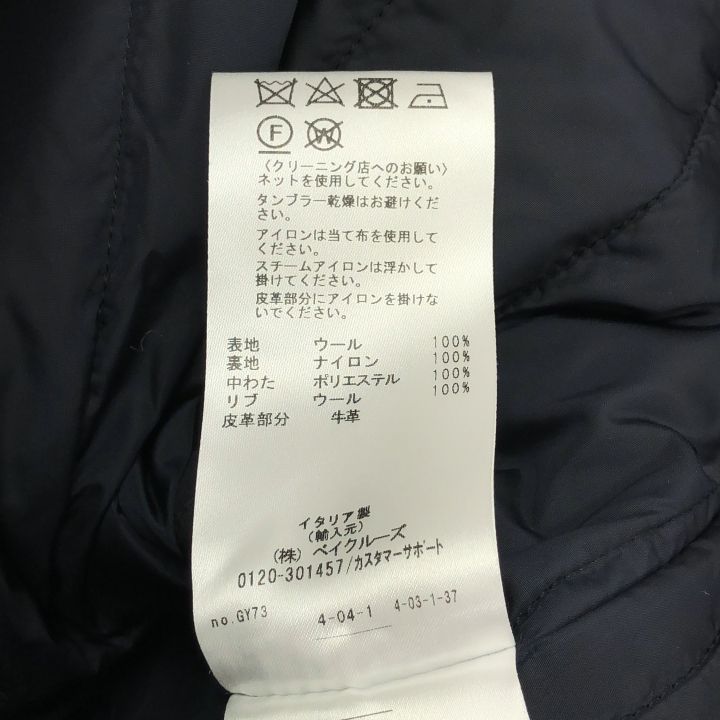 F W
〈クリーニング店へのお願い〉
ネットを使用してください。
タンブラー乾燥はお避けくだ
さい。
アイロンは当て布を使用して
ください。
スチームアイロンは浮かして
掛けてください。
皮革部分にアイロンを掛けな
いでください。
表地 ウール 100%
裏地 ナイロン 100%
中わた ポリエステル 100%
リブ ウール 100%
皮革部分 牛革
イタリア製
(輸入元)
(株) ベイクルーズ
0120-301457/カスタマーサポート
no.GY73 4-04-1 4-03-1-37